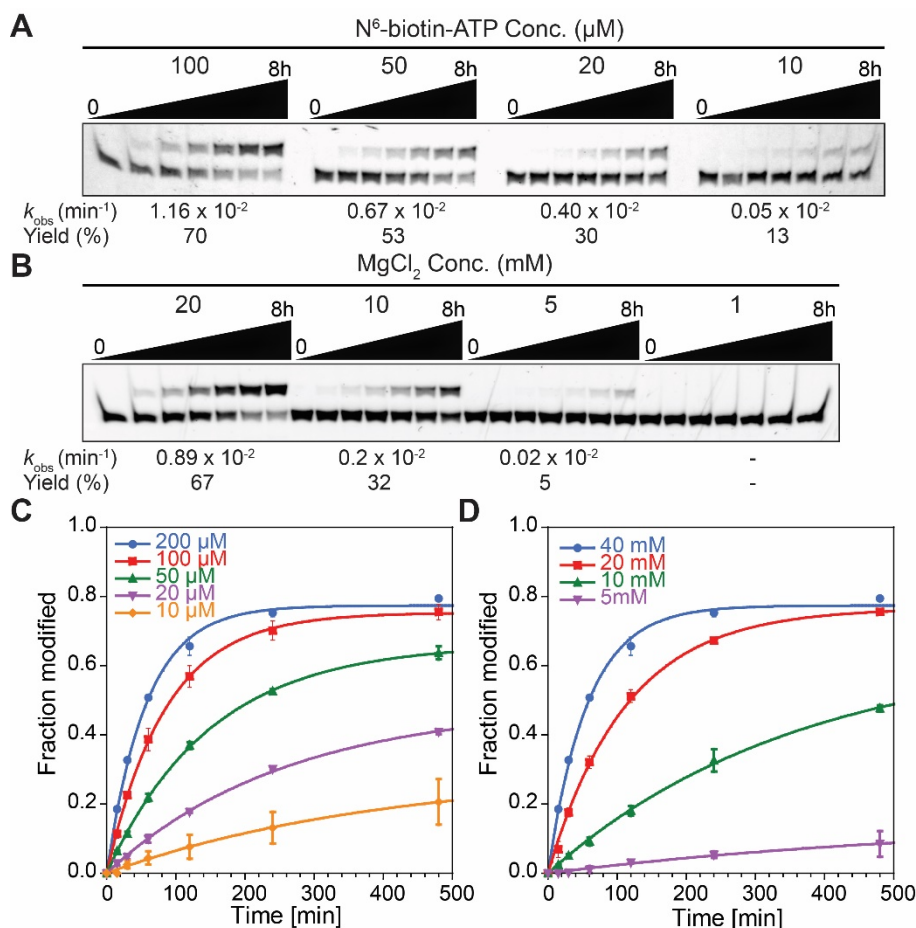 A
N⁶-biotin-ATP Conc. (µM)
100 50 20 10
0 8h 0 8h 0 8h 0 8h
kobs (min⁻¹) 1.16 x 10⁻² 0.67 x 10⁻² 0.40 x 10⁻² 0.05 x 10⁻²
Yield (%) 70 53 30 13
B
MgCl₂ Conc. (mM)
20 10 5 1
0 8h 0 8h 0 8h 0 8h
kobs (min⁻¹) 0.89 x 10⁻² 0.2 x 10⁻² 0.02 x 10⁻² -
Yield (%) 67 32 5 -
C
1.0
0.8
0.6
0.4
0.2
0.0
Fraction modified
200 µM
100 µM
50 µM
20 µM
10 µM
0 100 200 300 400 500
Time [min]
D
1.0
0.8
0.6
0.4
0.2
0.0
Fraction modified
40 mM
20 mM
10 mM
5mM
0 100 200 300 400 500
Time [min]